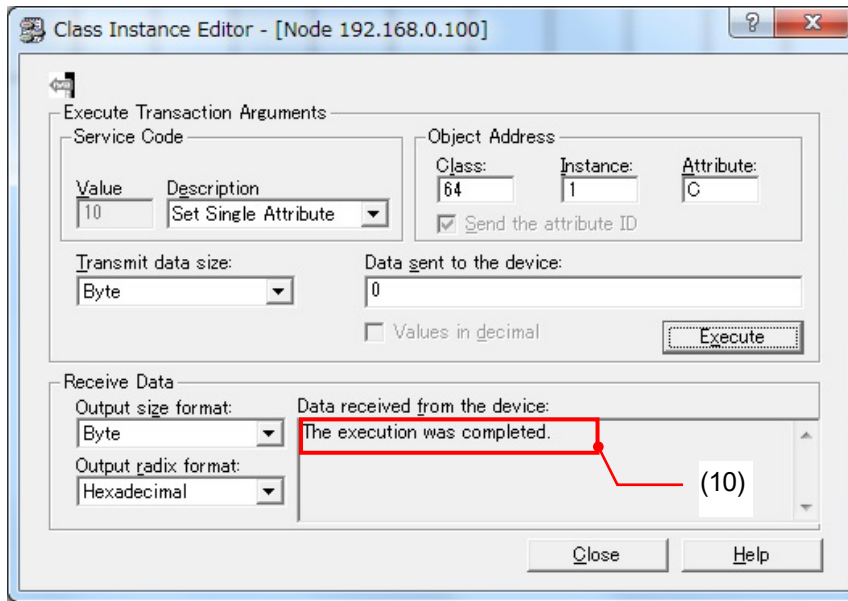 Class Instance Editor - [Node 192.168.0.100]
Execute Transaction Arguments
Service Code
Value
Description
10
Set Single Attribute
Object Address
Class:
Instance:
Attribute:
64
1
C
Send the attribute ID
Transmit data size:
Byte
Data sent to the device:
0
Values in decimal
Execute
Receive Data
Output size format:
Byte
Output radix format:
Hexadecimal
Data received from the device:
The execution was completed.
(10)
Close
Help